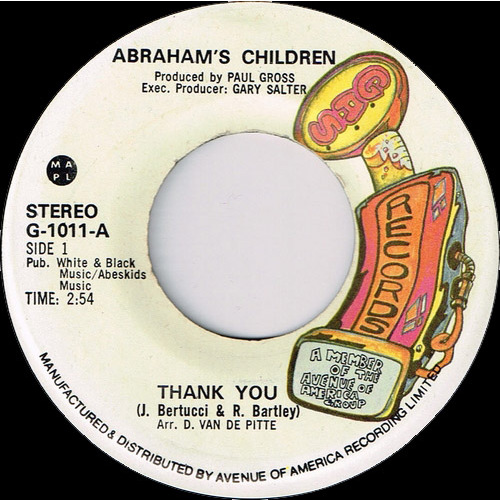 ABRAHAM'S CHILDREN
Produced by PAUL GROSS
Exec. Producer: GARY SALTER
GAS
RECORDS
A MEMBER
OF THE
AVENUE OF
AMERICA
GROUP
M A
P L
STEREO
G-1011-A
SIDE 1
Pub. White & Black
Music/Abeskids
Music
TIME: 2:54
THANK YOU
(J. Bertucci & R. Bartley)
Arr. D. VAN DE PITTE
MANUFACTURED & DISTRIBUTED BY AVENUE OF AMERICA RECORDING LIMITED